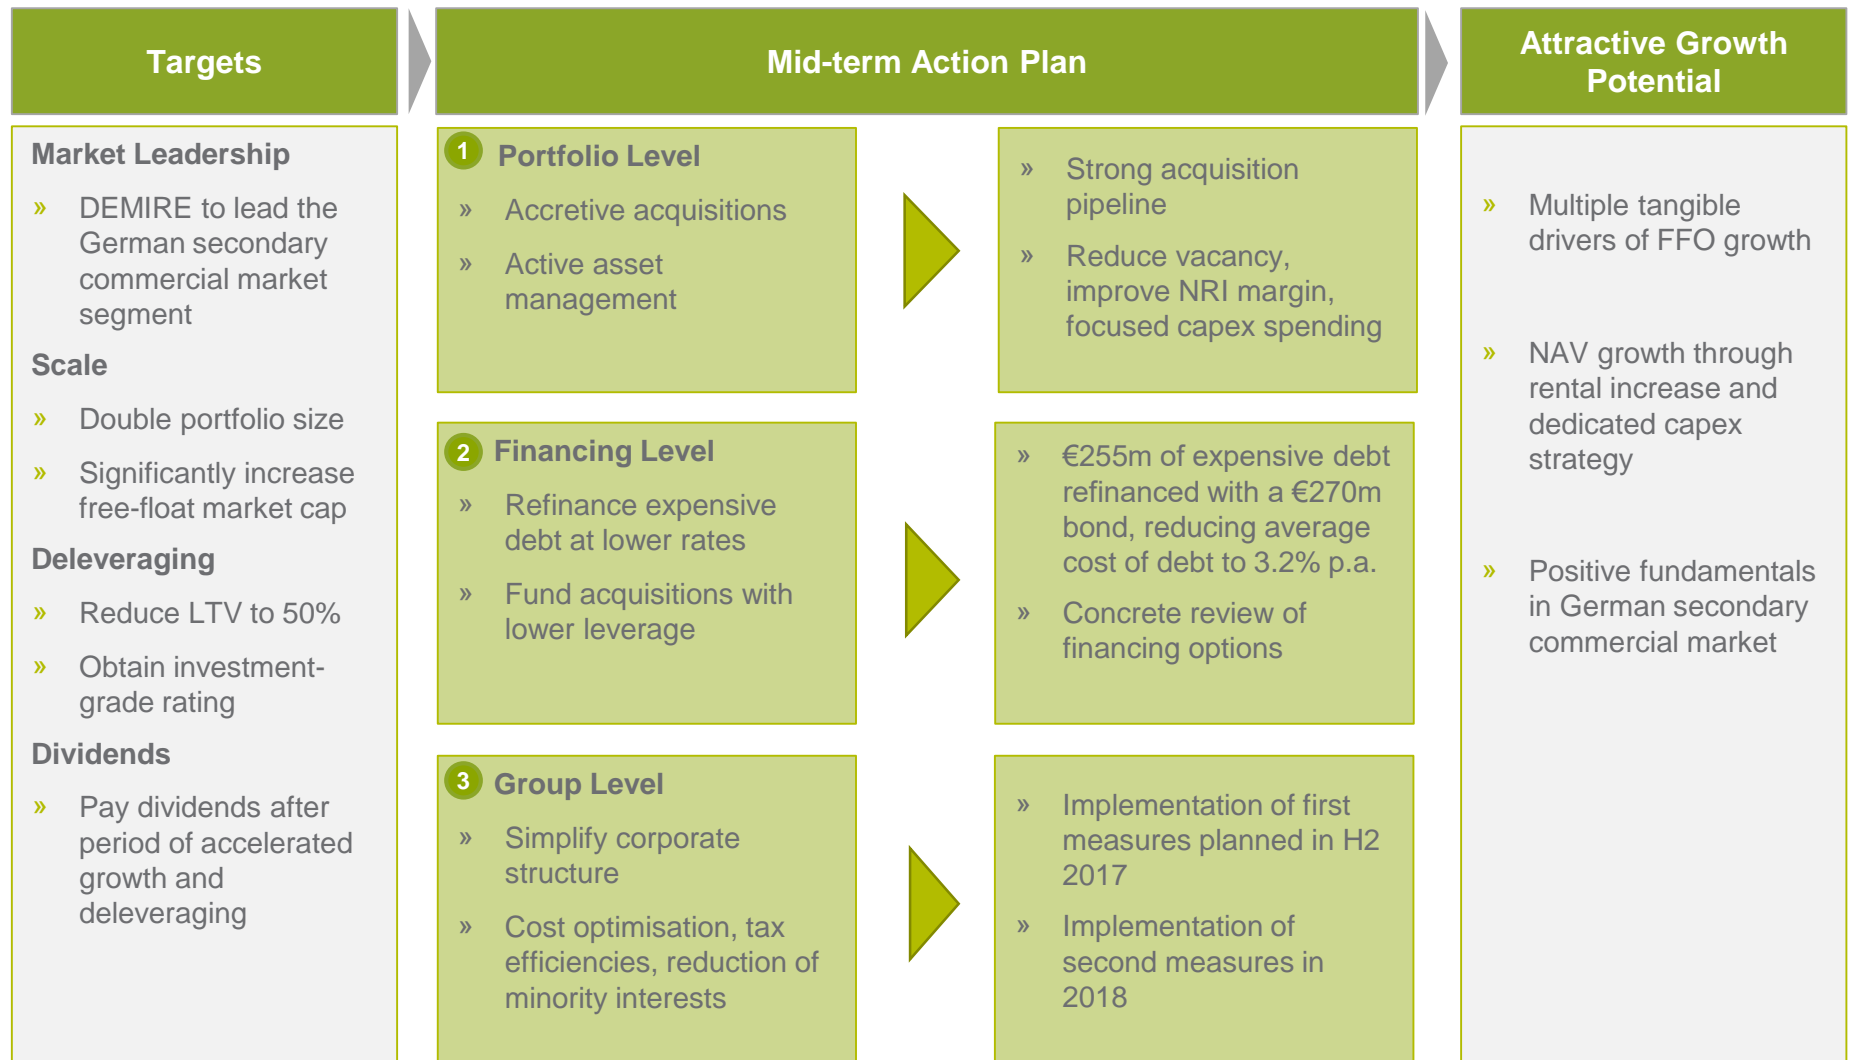 Targets
Mid-term Action Plan
Attractive Growth
Potential
Market Leadership
» DEMIRE to lead the
German secondary
commercial market
segment
Scale
» Double portfolio size
» Significantly increase
free-float market cap
Deleveraging
» Reduce LTV to 50%
» Obtain investment-
grade rating
Dividends
» Pay dividends after
period of accelerated
growth and
deleveraging
1 Portfolio Level
» Accretive acquisitions
» Active asset
management
» Strong acquisition
pipeline
» Reduce vacancy,
improve NRI margin,
focused capex spending
2 Financing Level
» Refinance expensive
debt at lower rates
» Fund acquisitions with
lower leverage
» €255m of expensive debt
refinanced with a €270m
bond, reducing average
cost of debt to 3.2% p.a.
» Concrete review of
financing options
3 Group Level
» Simplify corporate
structure
» Cost optimisation, tax
efficiencies, reduction of
minority interests
» Implementation of first
measures planned in H2
2017
» Implementation of
second measures in
2018
» Multiple tangible
drivers of FFO growth
» NAV growth through
rental increase and
dedicated capex
strategy
» Positive fundamentals
in German secondary
commercial market